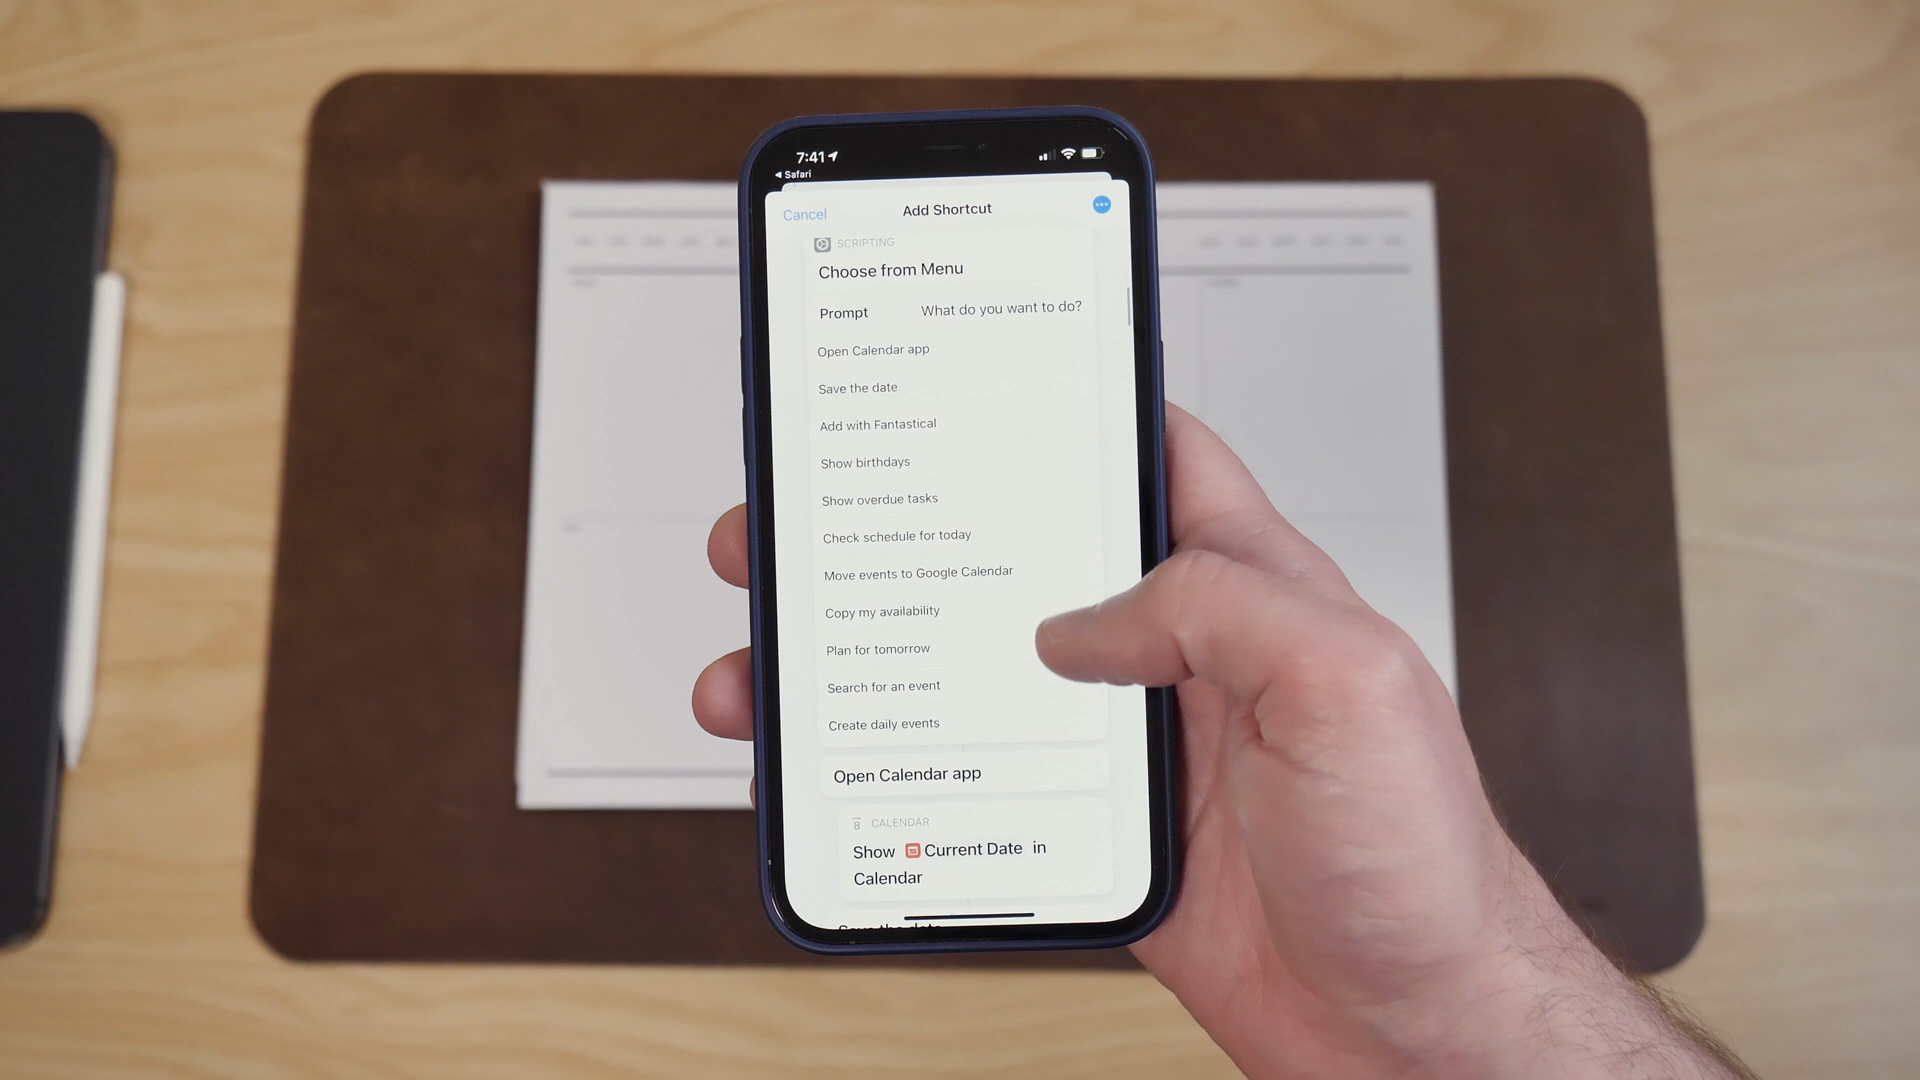 7:41
Safari
Cancel
Add Shortcut
SCRIPTING
Choose from Menu
Prompt
What do you want to do?
Open Calendar app
Save the date
Add with Fantastical
Show birthdays
Show overdue tasks
Check schedule for today
Move events to Google Calendar
Copy my availability
Plan for tomorrow
Search for an event
Create daily events
Open Calendar app
8 CALENDAR
Show Current Date in
Calendar
Save the date